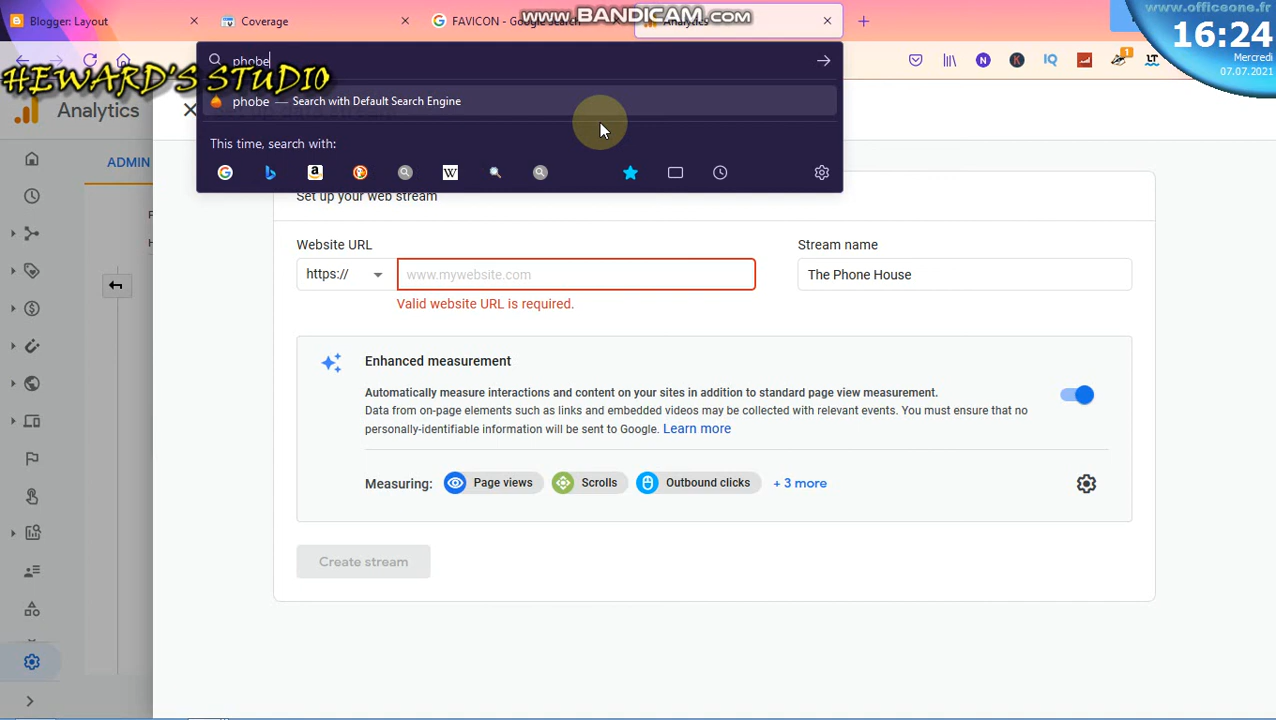 www.officeone.fr
Blogger: Layout
Coverage
FAVICON - Google Search
Analytics
www.BANDICAM.com
16:24
Mercredi
07.07.2021
phobe
HEWARD'S STUDIO
phobe — Search with Default Search Engine
Analytics
This time, search with:
ADMIN
Set up your web stream
Website URL
Stream name
https://
www.mywebsite.com
The Phone House
Valid website URL is required.
Enhanced measurement
Automatically measure interactions and content on your sites in addition to standard page view measurement.
Data from on-page elements such as links and embedded videos may be collected with relevant events. You must ensure that no
personally-identifiable information will be sent to Google. Learn more
Measuring:
Page views
Scrolls
Outbound clicks
+ 3 more
Create stream